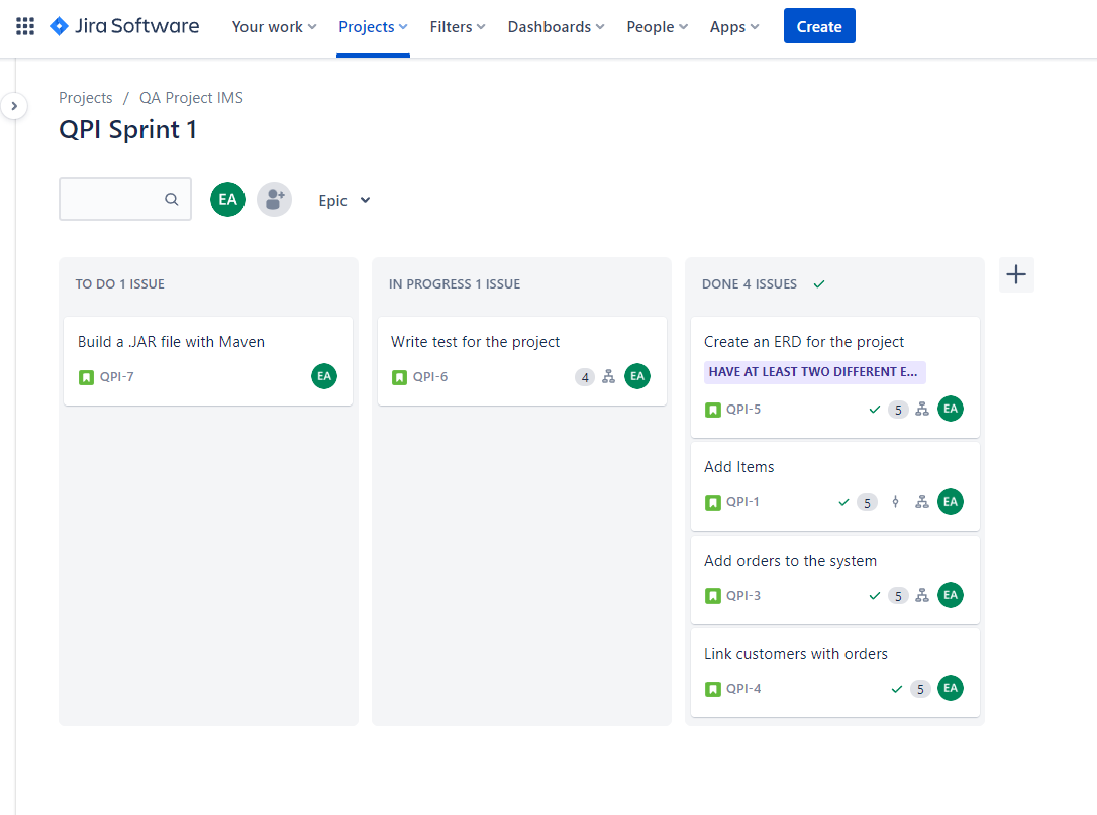 Jira Software Your work Projects Filters Dashboards People Apps Create
Projects / QA Project IMS
QPI Sprint 1
EA Epic
TO DO 1 ISSUE
Build a .JAR file with Maven
QPI-7 EA
IN PROGRESS 1 ISSUE
Write test for the project
QPI-6 4 EA
DONE 4 ISSUES
Create an ERD for the project
HAVE AT LEAST TWO DIFFERENT E...
QPI-5 5 EA
Add Items
QPI-1 5 EA
Add orders to the system
QPI-3 5 EA
Link customers with orders
QPI-4 5 EA